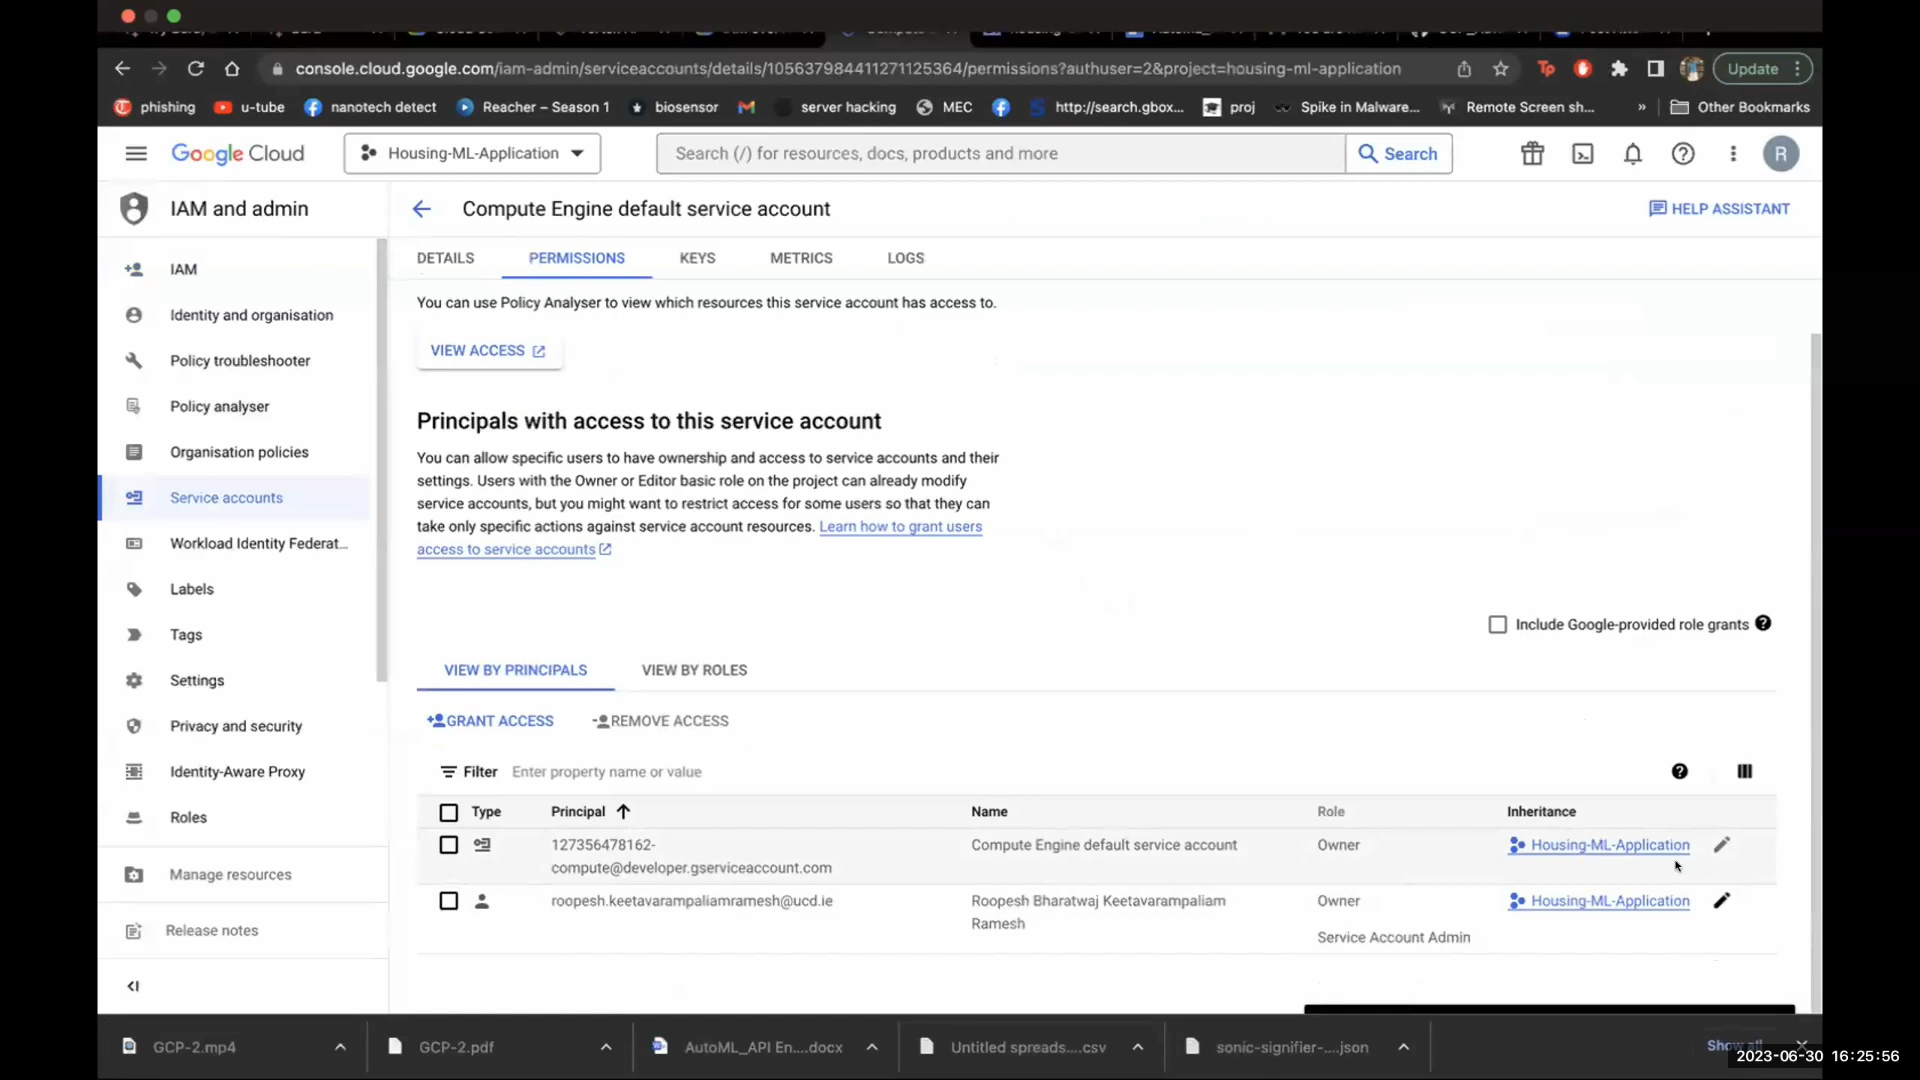 console.cloud.google.com/iam-admin/serviceaccounts/details/105637984411271125364/permissions?authuser=2&project=housing-ml-application
Update
phishing
u-tube
nanotech detect
Reacher – Season 1
biosensor
server hacking
MEC
http://search.gbox...
proj
Spike in Malware...
Remote Screen sh...
»
Other Bookmarks
Google Cloud
Housing-ML-Application
Search (/) for resources, docs, products and more
Search
R
IAM and admin
Compute Engine default service account
HELP ASSISTANT
DETAILS
PERMISSIONS
KEYS
METRICS
LOGS
IAM
Identity and organisation
Policy troubleshooter
Policy analyser
Organisation policies
Service accounts
Workload Identity Federat...
Labels
Tags
Settings
Privacy and security
Identity-Aware Proxy
Roles
Manage resources
Release notes
You can use Policy Analyser to view which resources this service account has access to.
VIEW ACCESS
Principals with access to this service account
You can allow specific users to have ownership and access to service accounts and their
settings. Users with the Owner or Editor basic role on the project can already modify
service accounts, but you might want to restrict access for some users so that they can
take only specific actions against service account resources. Learn how to grant users
access to service accounts
Include Google-provided role grants
VIEW BY PRINCIPALS
VIEW BY ROLES
GRANT ACCESS
REMOVE ACCESS
Filter Enter property name or value
Type Principal Name Role Inheritance
127356478162-
compute@developer.gserviceaccount.com
Compute Engine default service account
Owner
Housing-ML-Application
roopesh.keetavarampaliamramesh@ucd.ie
Roopesh Bharatwaj Keetavarampaliam
Ramesh
Owner
Housing-ML-Application
Service Account Admin
GCP-2.mp4
GCP-2.pdf
AutoML_API En....docx
Untitled spreads....csv
sonic-signifier-....json
Show all
2023-06-30 16:25:56